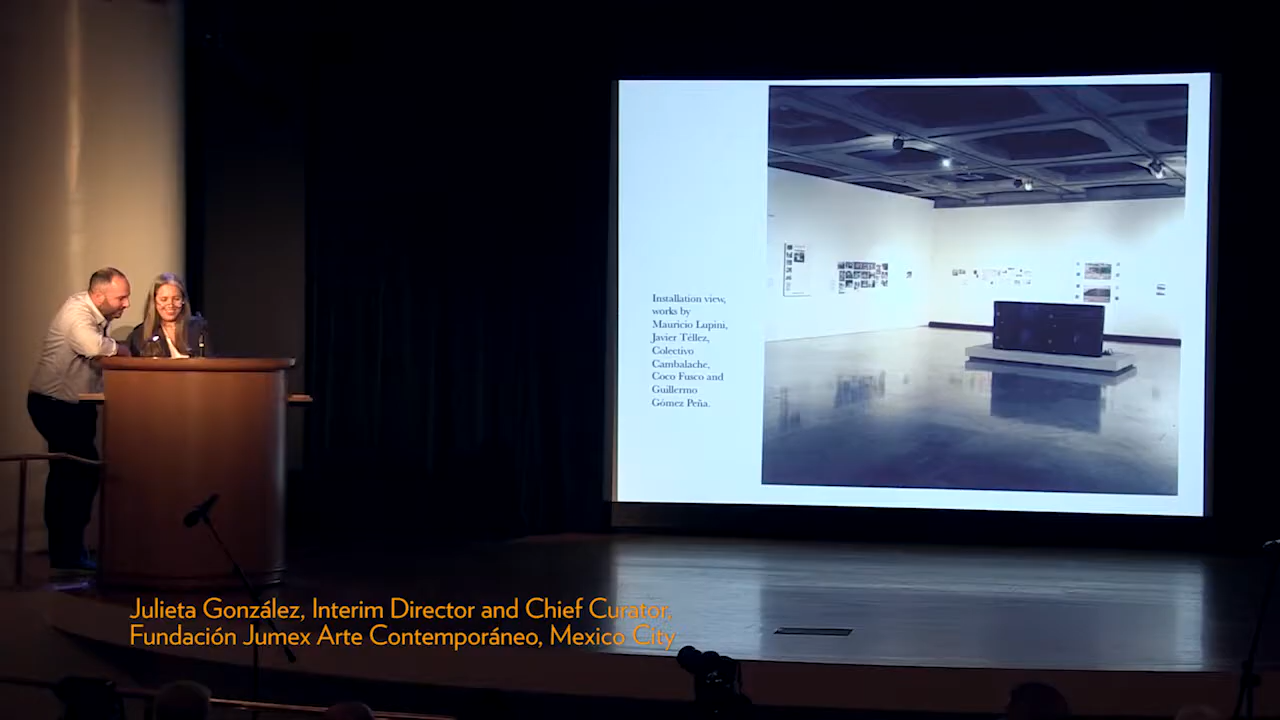 Installation view,
works by
Mauricio Lupini,
Javier Téllez,
Colectivo
Cambalache,
Coco Fusco and
Guillermo
Gómez Peña.
Julieta González, Interim Director and Chief Curator,
Fundación Jumex Arte Contemporáneo, Mexico City